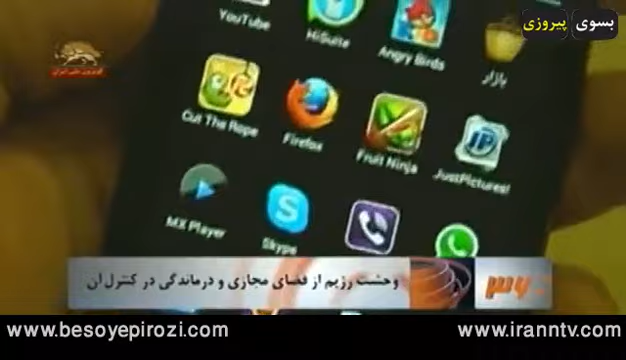 بسوی پیروزی
YouTube
HiSuite
Angry Birds
بازار
Cut The Rope
Firefox
Fruit Ninja
JustPictures!
MX Player
Skype
وحشت رژیم از فضای مجازی و درماندگی در کنترل آن
۳۶۰
www.besoyepirozi.com
www.iranntv.com